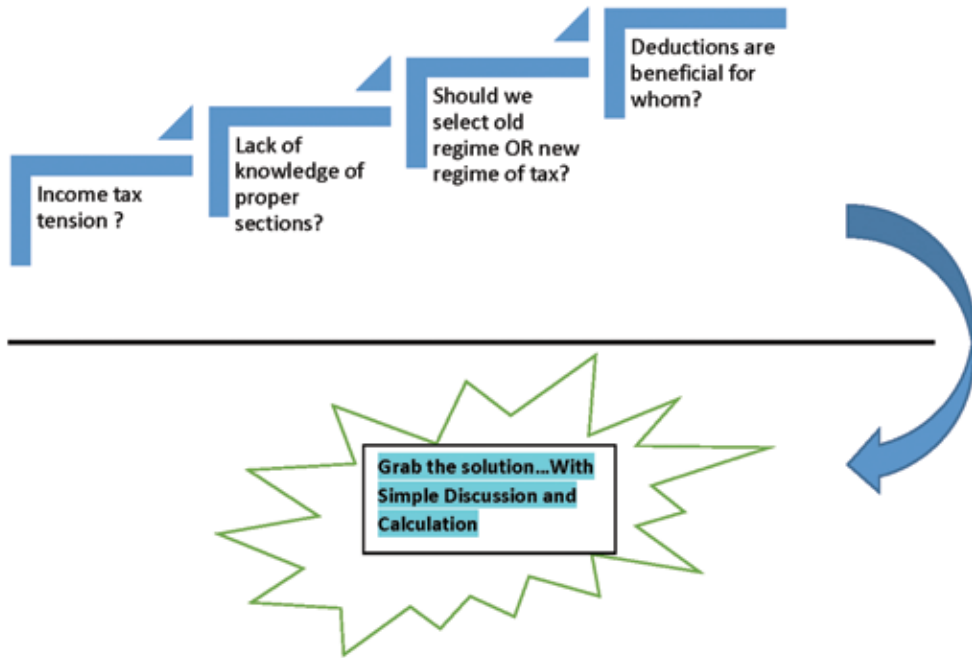 Income tax
tension ?
Lack of
knowledge of
proper
sections?
Should we
select old
regime OR new
regime of tax?
Deductions are
beneficial for
whom?
Grab the solution...With
Simple Discussion and
Calculation